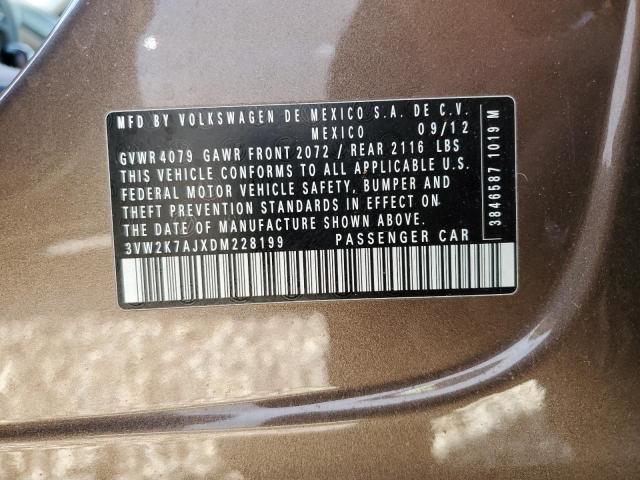 MFD BY VOLKSWAGEN DE MEXICO S.A. DE C.V.
MEXICO 09/12
GVWR 4079 GAWR FRONT 2072 / REAR 2116 LBS
THIS VEHICLE CONFORMS TO ALL APPLICABLE U.S.
FEDERAL MOTOR VEHICLE SAFETY, BUMPER AND
THEFT PREVENTION STANDARDS IN EFFECT ON
THE DATE OF MANUFACTURE SHOWN ABOVE.
3VW2K7AJXDM228199 PASSENGER CAR
3846587 1019 M